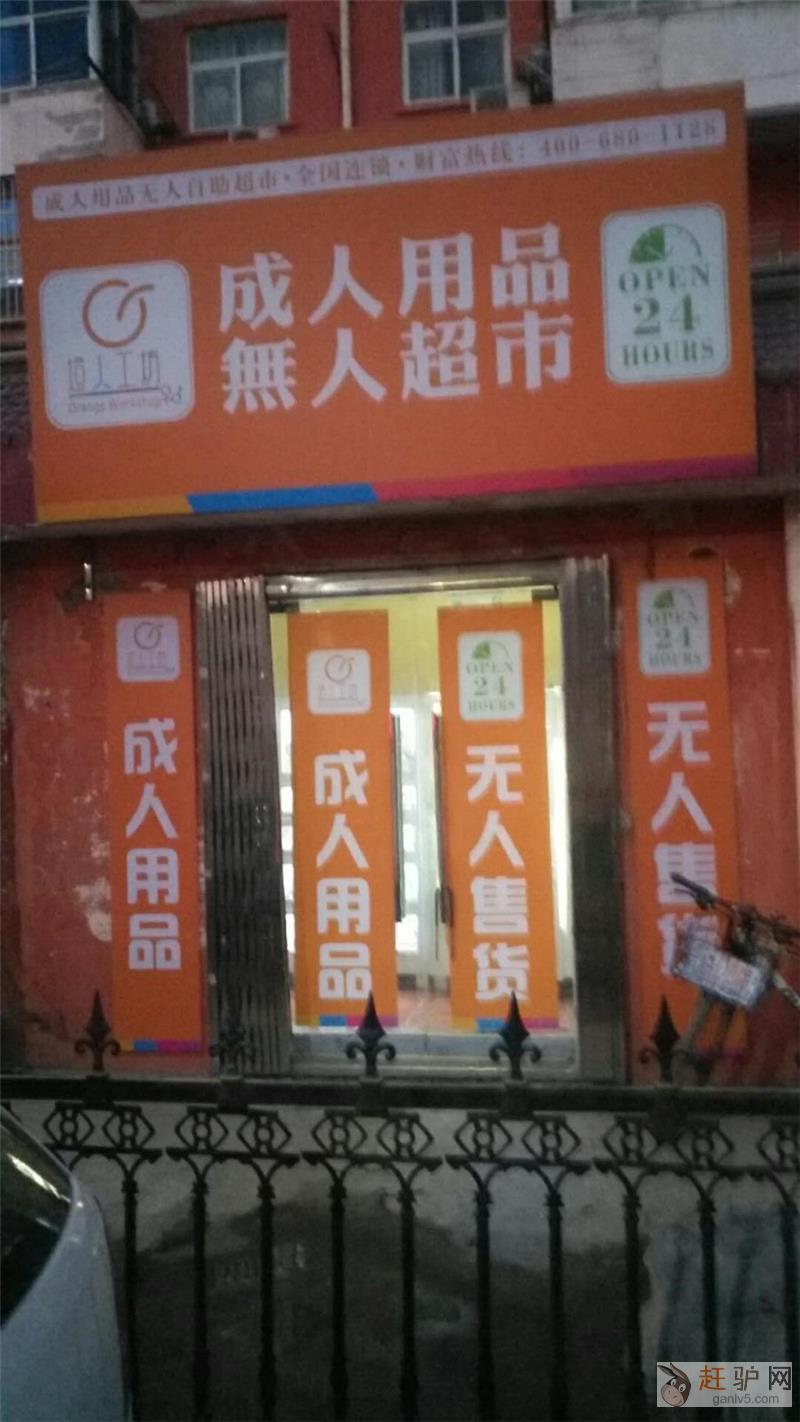 成人用品无人自助超市·全国连锁·财富热线：400-680-1128
成人用品
無人超市
OPEN
24
HOURS
Orange Workshop
成人用品
成人用品
OPEN
24
HOURS
无人售货
OPEN
24
HOURS
无人售货
赶驴网
ganlv5.com